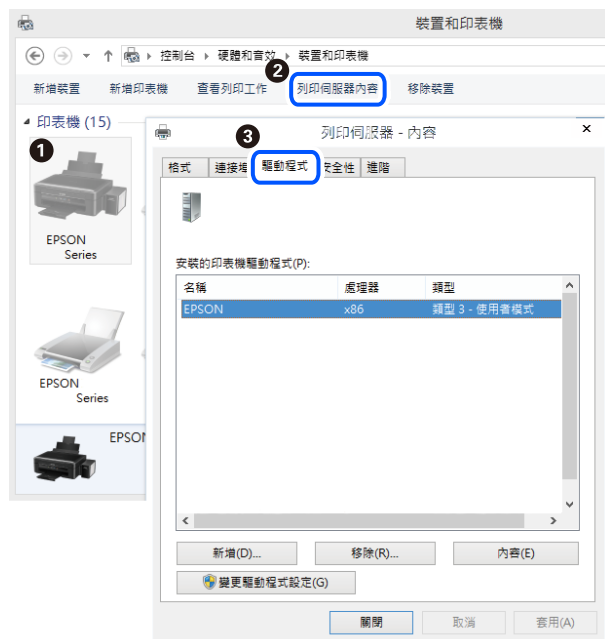 裝置和印表機
控制台 硬體和音效 裝置和印表機
新增裝置 新增印表機 查看列印工作 列印伺服器內容 移除裝置
2
印表機 (15)
1
3
列印伺服器 - 內容
格式 連接埠 驅動程式 安全性 進階
EPSON
Series
安裝的印表機驅動程式(P):
名稱 處理器 類型
EPSON x86 類型 3 - 使用者模式
EPSON
Series
EPSON
新增(D)... 移除(R)... 內容(E)
變更驅動程式設定(G)
關閉 取消 套用(A)